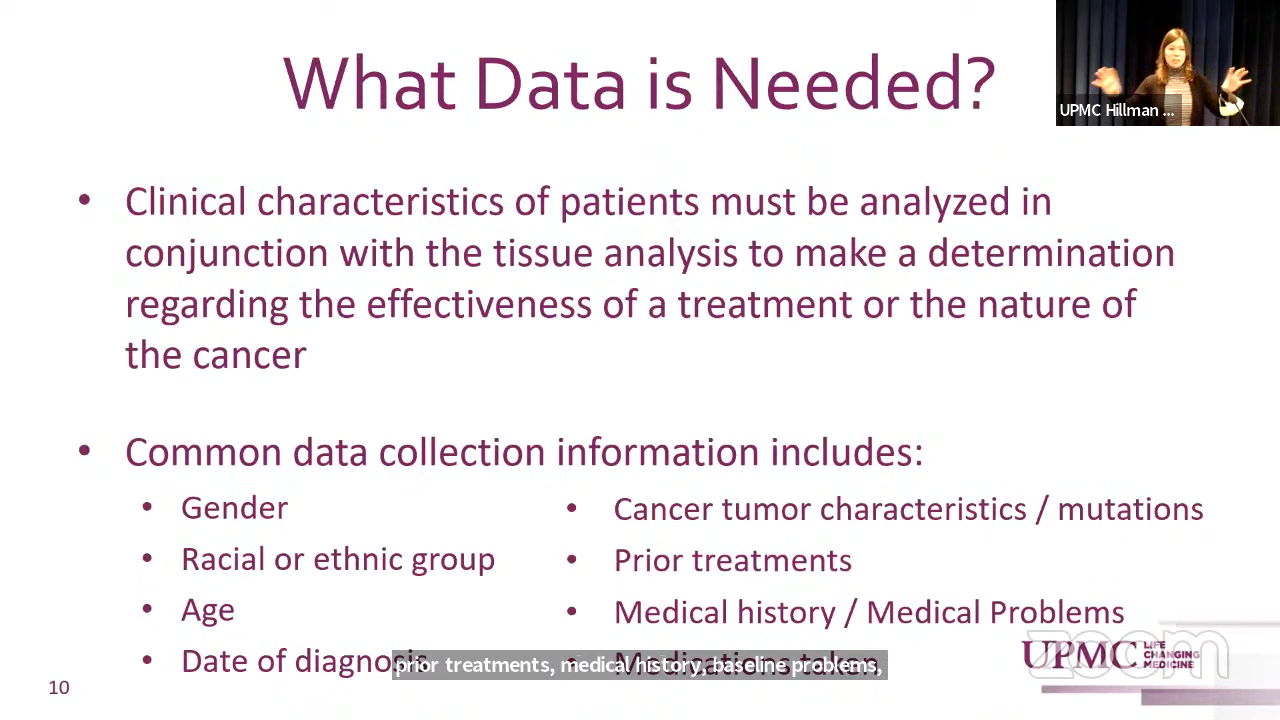 What Data is Needed?
UPMC Hillman ...
• Clinical characteristics of patients must be analyzed in
conjunction with the tissue analysis to make a determination
regarding the effectiveness of a treatment or the nature of
the cancer
• Common data collection information includes:
• Gender
• Racial or ethnic group
• Age
• Date of diagnosis
• Cancer tumor characteristics / mutations
• Prior treatments
• Medical history / Medical Problems
• Medications taken
prior treatments, medical history, baseline problems,
UPMC LIFE
CHANGING
MEDICINE
zoom
10